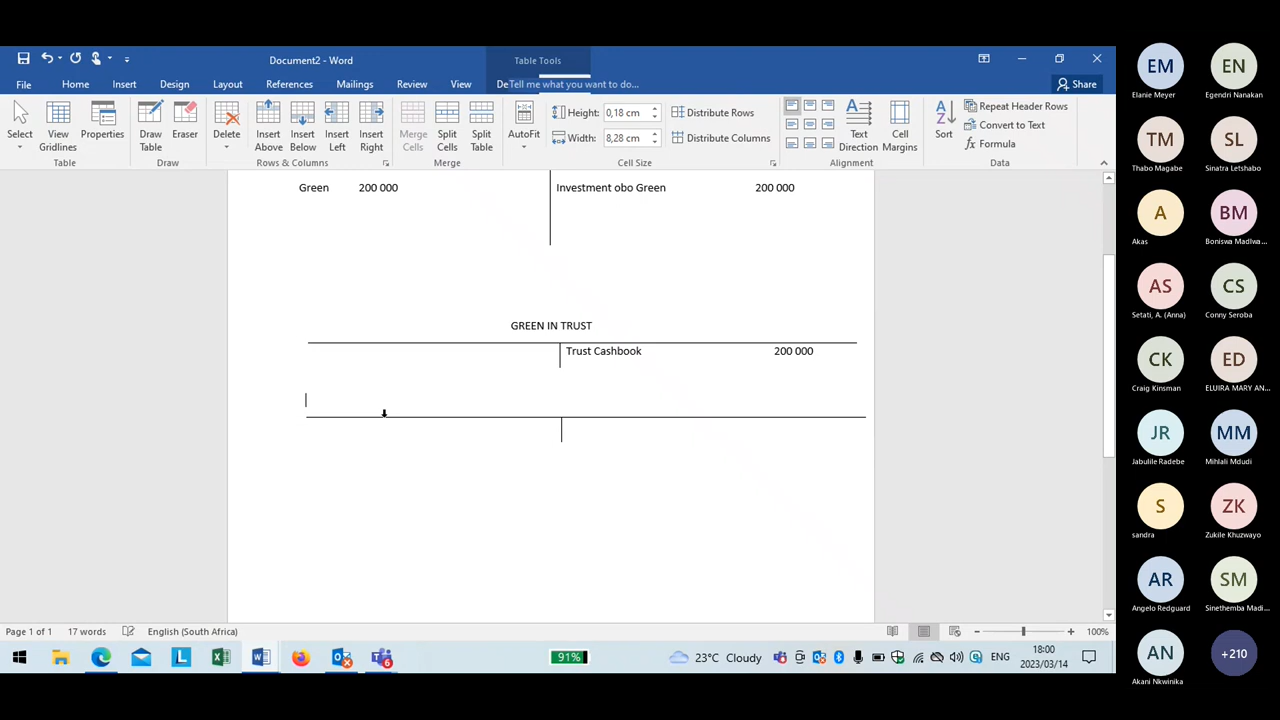 Document2 - Word
Table Tools
File Home Insert Design Layout References Mailings Review View De Tell me what you want to do... Share
Height: 0,18 cm Distribute Rows Repeat Header Rows
Width: 8,28 cm Distribute Columns Convert to Text
Formula
Select View Gridlines Properties Draw Table Eraser Delete Insert Above Insert Below Insert Left Insert Right Merge Cells Split Cells Split Table AutoFit Text Direction Cell Margins Sort
Table Draw Rows & Columns Merge Cell Size Alignment Data
Green 200 000 Investment obo Green 200 000
GREEN IN TRUST
Trust Cashbook 200 000
Page 1 of 1 17 words English (South Africa) 100%
91% 23°C Cloudy ENG 18:00
2023/03/14
6
EM EN
Elanie Meyer Egendri Nanakan
TM SL
Thabo Magabe Sinatra Letshabo
A BM
Akas Boniswa Madlwa...
AS CS
Setati, A. (Anna) Conny Seroba
CK ED
Craig Kinsman ELVIRA MARY AN...
JR MM
Jabulile Radebe Mihlali Mdudi
S ZK
sandra Zukile Khuzwayo
AR SM
Angelo Redguard Sinethemba Madi...
AN +210
Akani Nkwinika